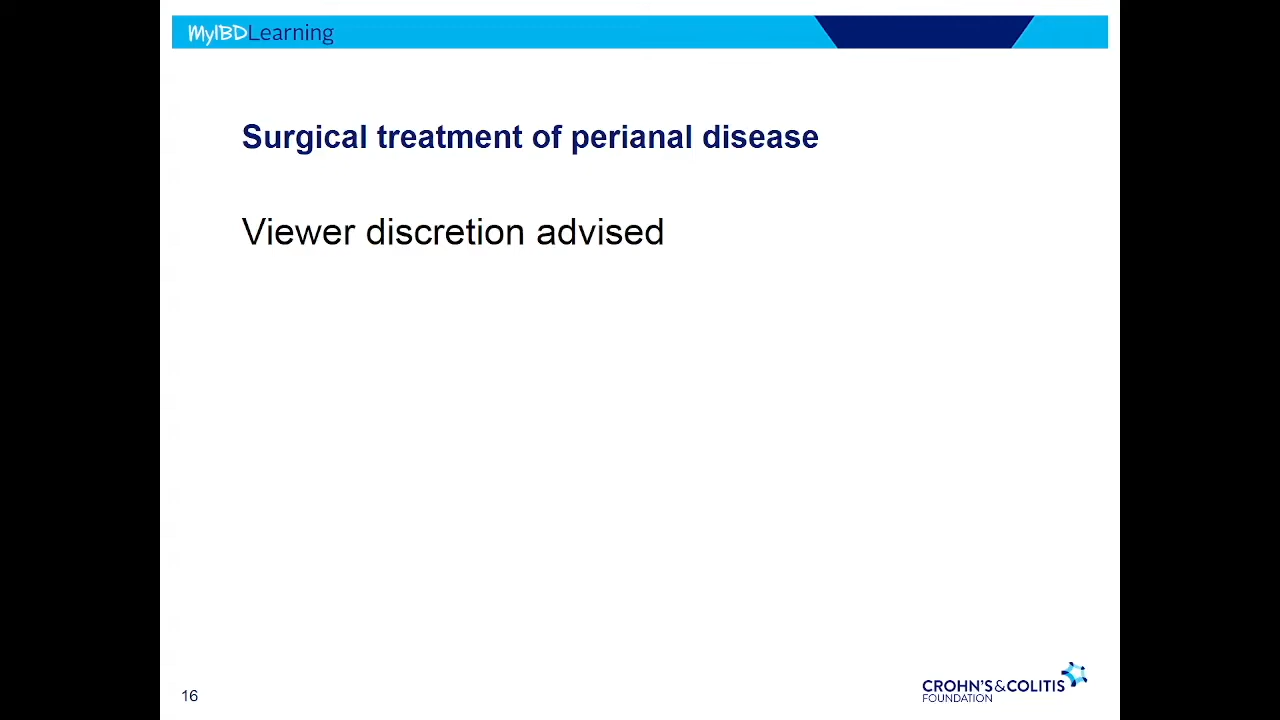 MyIBDLearning
Surgical treatment of perianal disease
Viewer discretion advised
16
CROHN'S&COLITIS
FOUNDATION